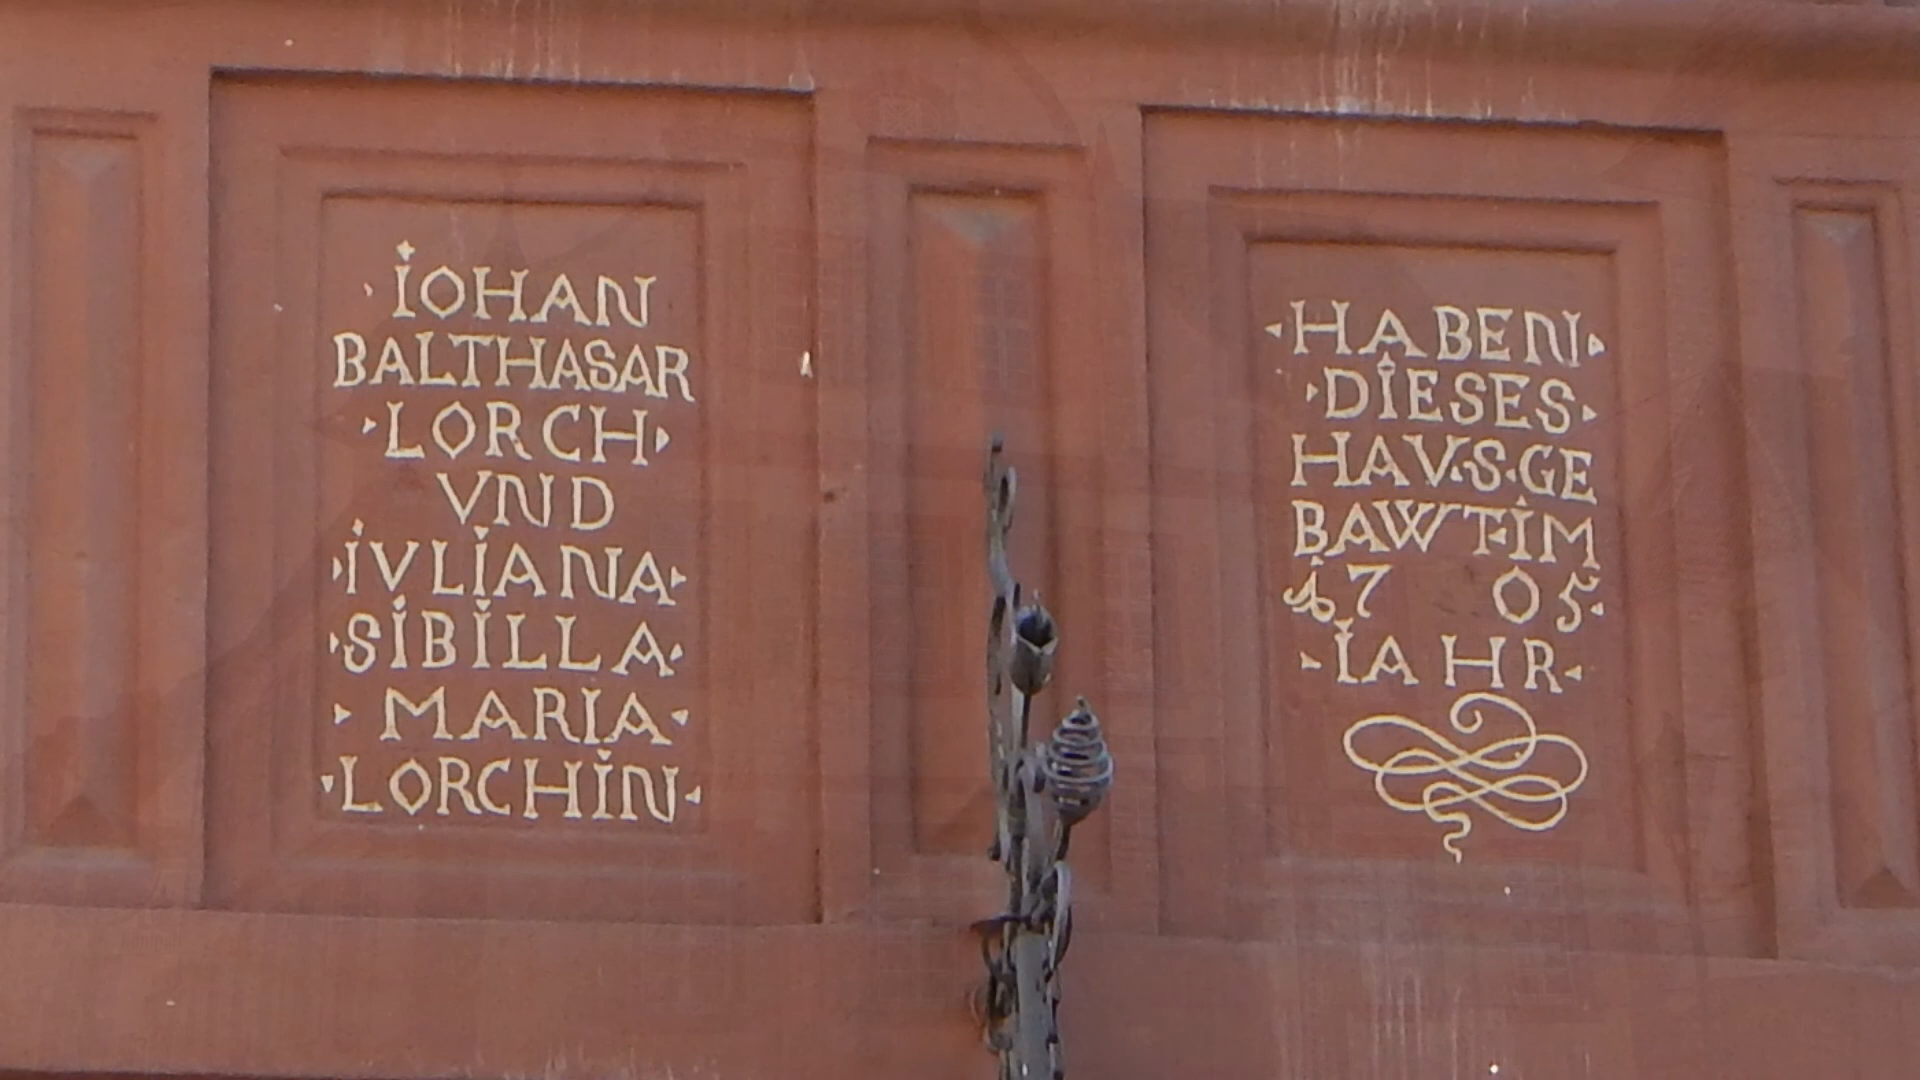 IOHAN
BALTHASAR
LORCH
VND
IVLIANA
SIBILLA
MARIA
LORCHIN
HABEN
DIESES
HAVS·GE
BAWT·IM
17 05
IAHR